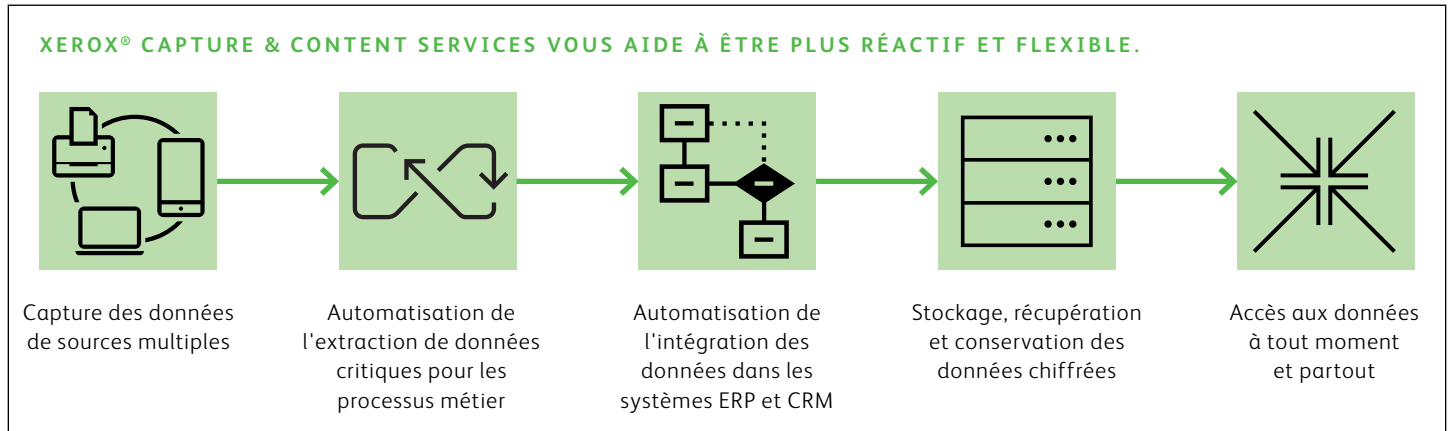 XEROX® CAPTURE & CONTENT SERVICES VOUS AIDE À ÊTRE PLUS RÉACTIF ET FLEXIBLE.
Capture des données
de sources multiples
Automatisation de
l'extraction de données
critiques pour les
processus métier
Automatisation de
l'intégration des
données dans les
systèmes ERP et CRM
Stockage, récupération
et conservation des
données chiffrées
Accès aux données
à tout moment
et partout